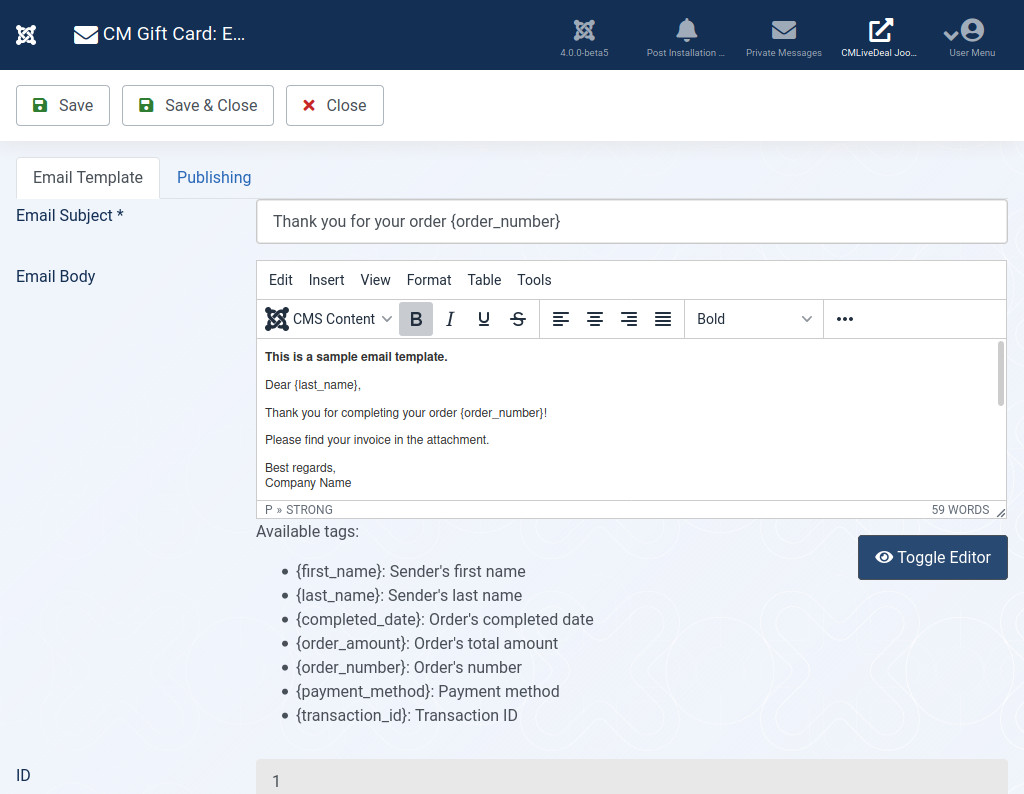 CM Gift Card: E...
4.0.0-beta5
Post Installation ...
Private Messages
CMLiveDeal Joo...
User Menu
Save
Save & Close
Close
Email Template
Publishing
Email Subject *
Thank you for your order {order_number}
Email Body
Edit Insert View Format Table Tools
CMS Content B I U S Bold
This is a sample email template.
Dear {last_name},
Thank you for completing your order {order_number}!
Please find your invoice in the attachment.
Best regards,
Company Name
P » STRONG
59 WORDS
Available tags:
Toggle Editor
• {first_name}: Sender's first name
• {last_name}: Sender's last name
• {completed_date}: Order's completed date
• {order_amount}: Order's total amount
• {order_number}: Order's number
• {payment_method}: Payment method
• {transaction_id}: Transaction ID
ID
1